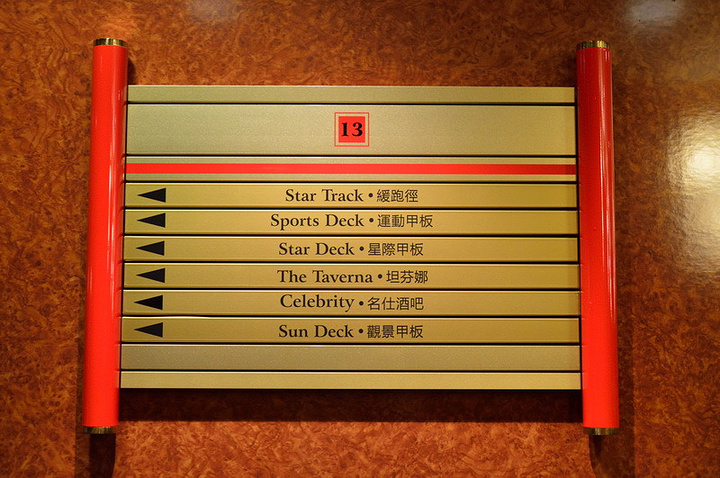 13
Star Track • 緩跑徑
Sports Deck • 運動甲板
Star Deck • 星際甲板
The Taverna • 坦芬娜
Celebrity • 名仕酒吧
Sun Deck • 觀景甲板